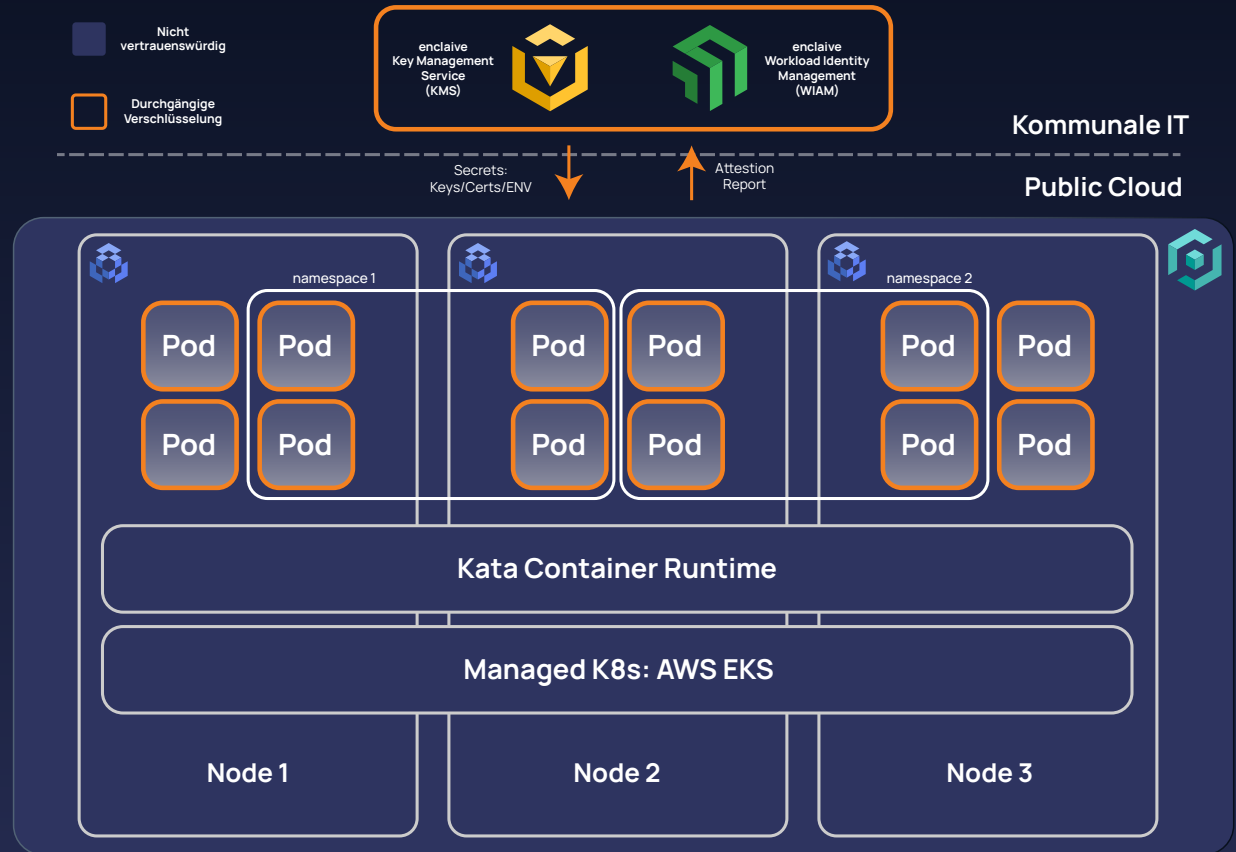 Nicht
vertrauenswürdig
Durchgängige
Verschlüsselung
enclaive
Key Management
Service
(KMS)
enclaive
Workload Identity
Management
(WIAM)
Kommunale IT
Secrets:
Keys/Certs/ENV
Attestion
Report
Public Cloud
namespace 1
namespace 2
Pod Pod Pod Pod Pod Pod
Pod Pod Pod Pod Pod Pod
Kata Container Runtime
Managed K8s: AWS EKS
Node 1
Node 2
Node 3